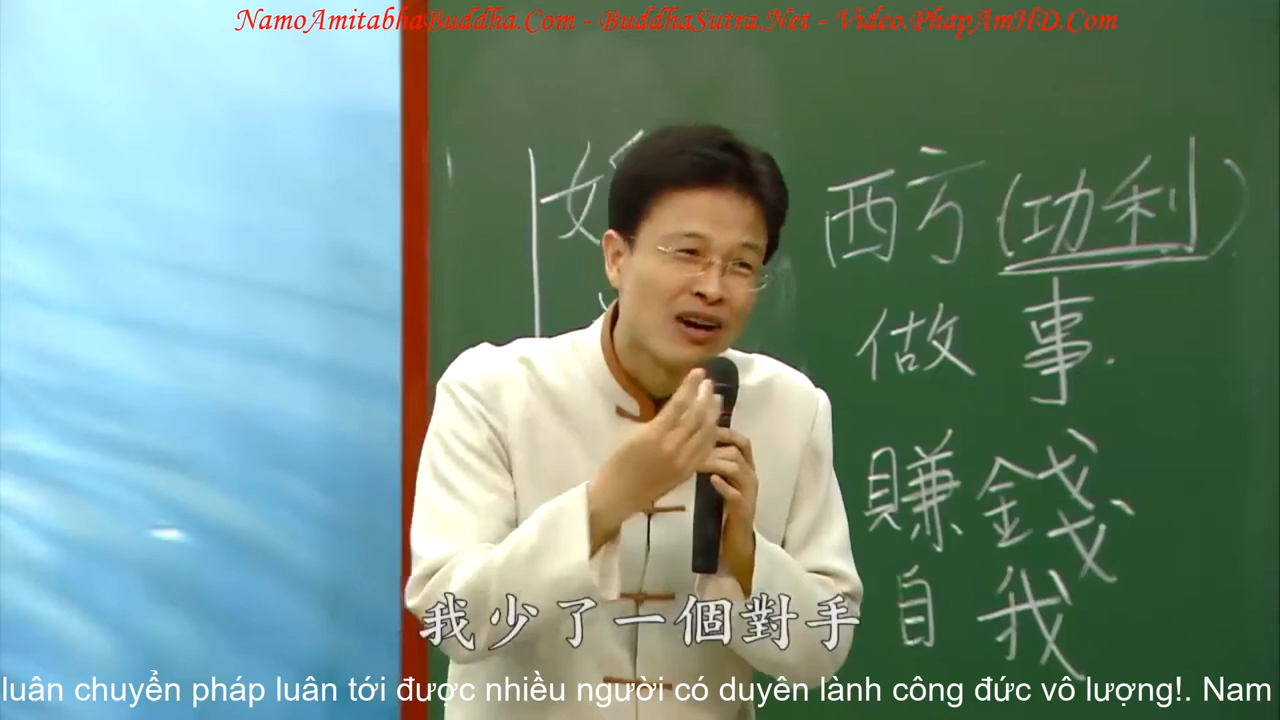 NamoAmitabhaBuddha.Com - BuddhaSutra.Net - Video.PhapAmHD.Com
西方(功利)
做事.
賺錢
自我
我少了一個對手
luân chuyển pháp luân tới được nhiều người có duyên lành công đức vô lượng!. Nam